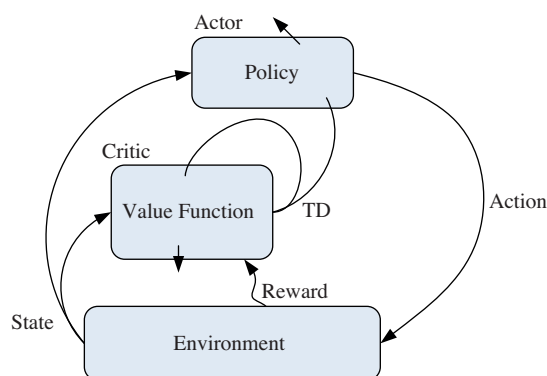 Actor
Policy
Critic
Value Function
TD
Action
Reward
State
Environment